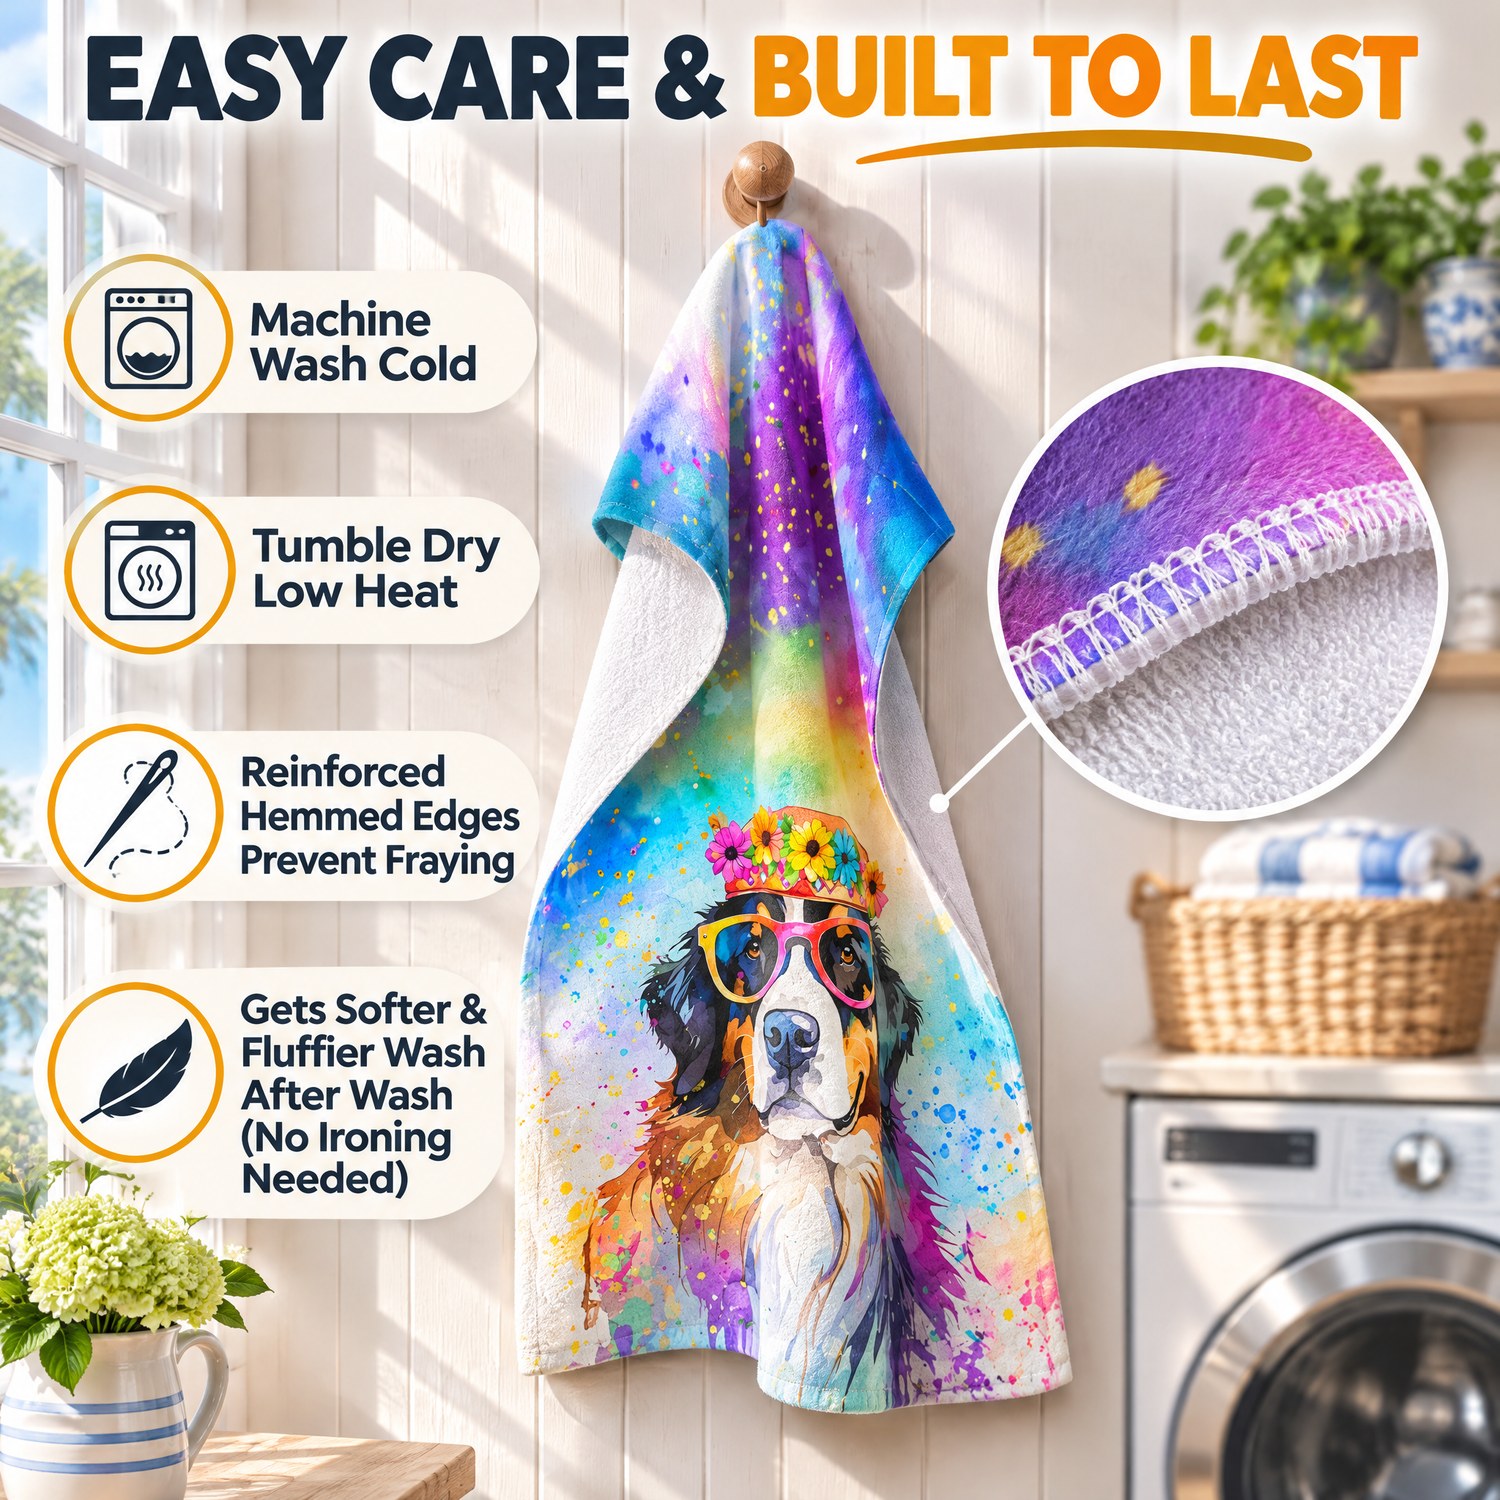 EASY CARE & BUILT TO LAST
Machine
Wash Cold
Tumble Dry
Low Heat
Reinforced
Hemmed Edges
Prevent Fraying
Gets Softer &
Fluffier Wash
After Wash
(No Ironing
Needed)